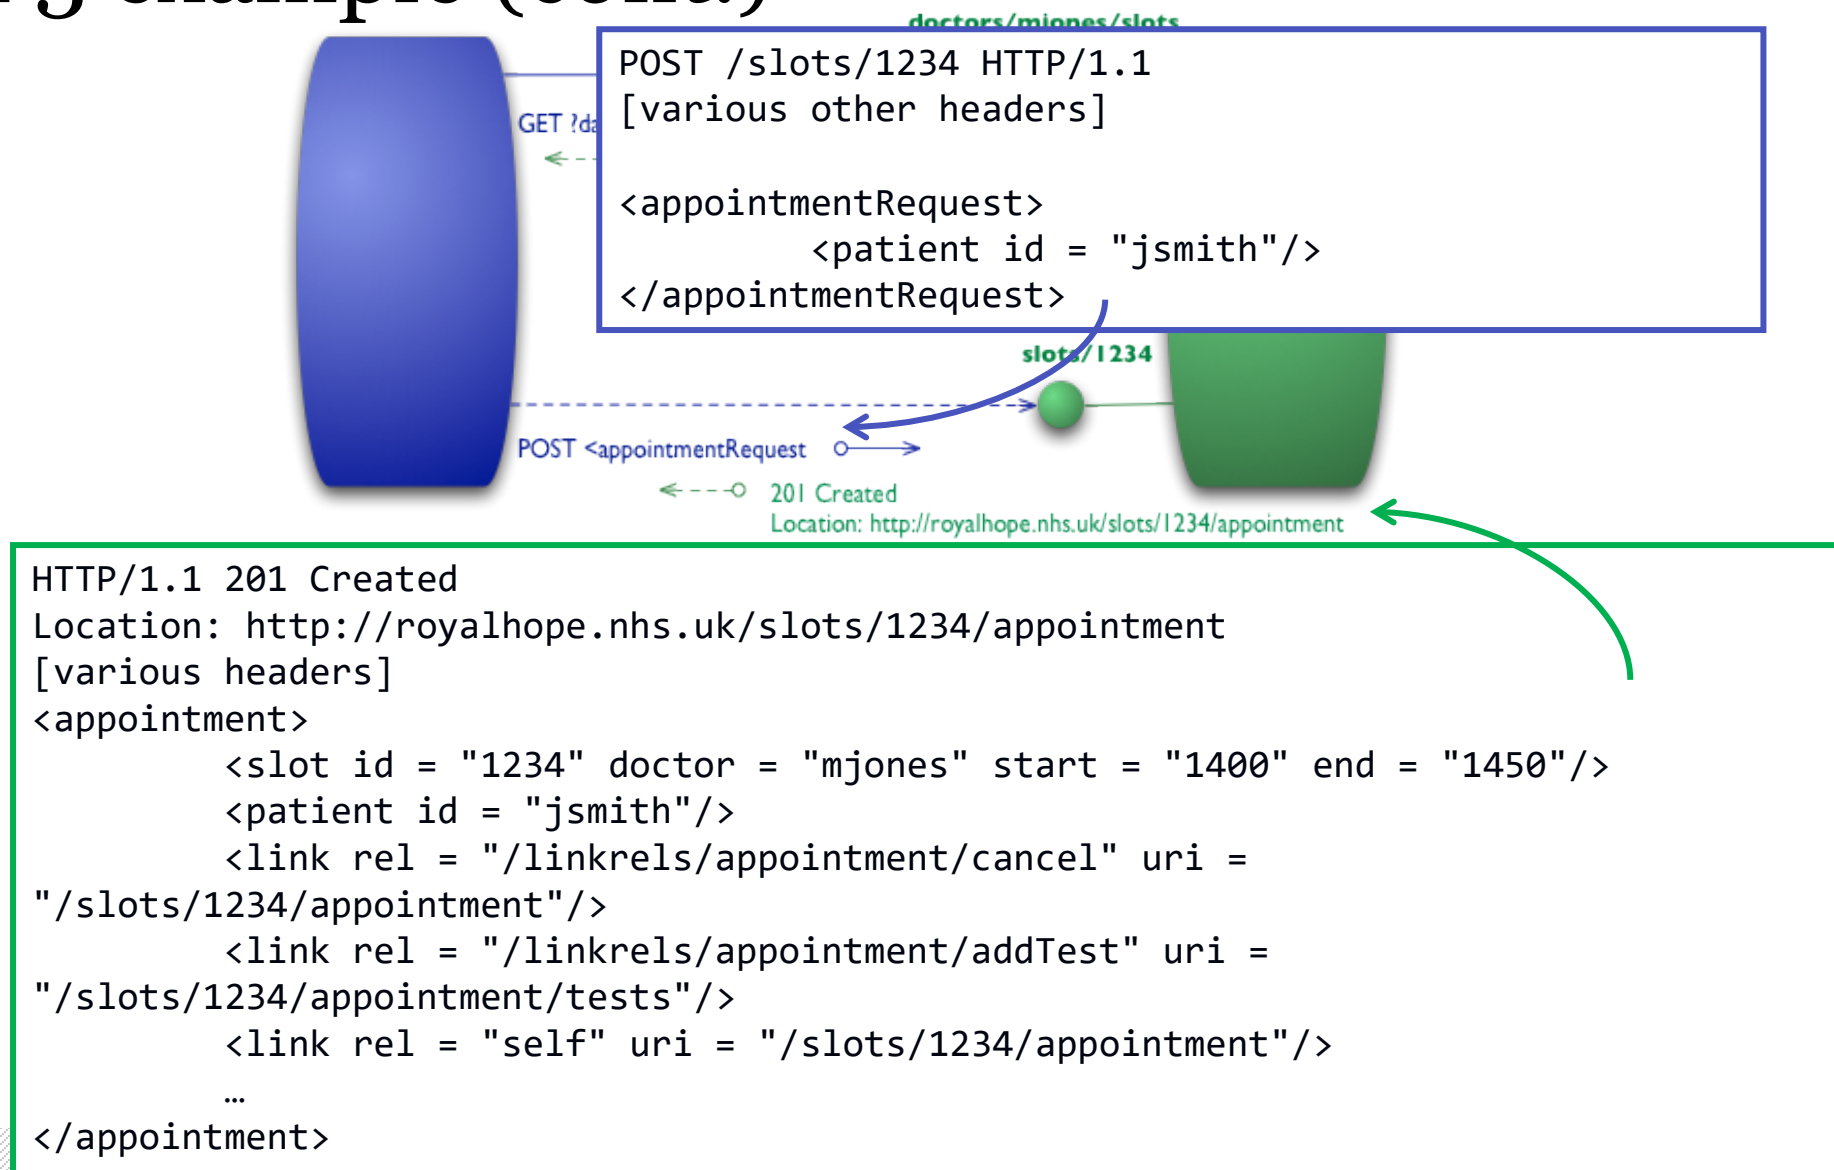 3 example (cont.)
doctors/mjones/slots
POST /slots/1234 HTTP/1.1
[various other headers]
GET ?da
<appointmentRequest>
<patient id = "jsmith"/>
</appointmentRequest>
slots/1234
POST <appointmentRequest
201 Created
Location: http://royalhope.nhs.uk/slots/1234/appointment
HTTP/1.1 201 Created
Location: http://royalhope.nhs.uk/slots/1234/appointment
[various headers]
<appointment>
<slot id = "1234" doctor = "mjones" start = "1400" end = "1450"/>
<patient id = "jsmith"/>
<link rel = "/linkrels/appointment/cancel" uri =
"/slots/1234/appointment"/>
<link rel = "/linkrels/appointment/addTest" uri =
"/slots/1234/appointment/tests"/>
<link rel = "self" uri = "/slots/1234/appointment"/>
…
</appointment>